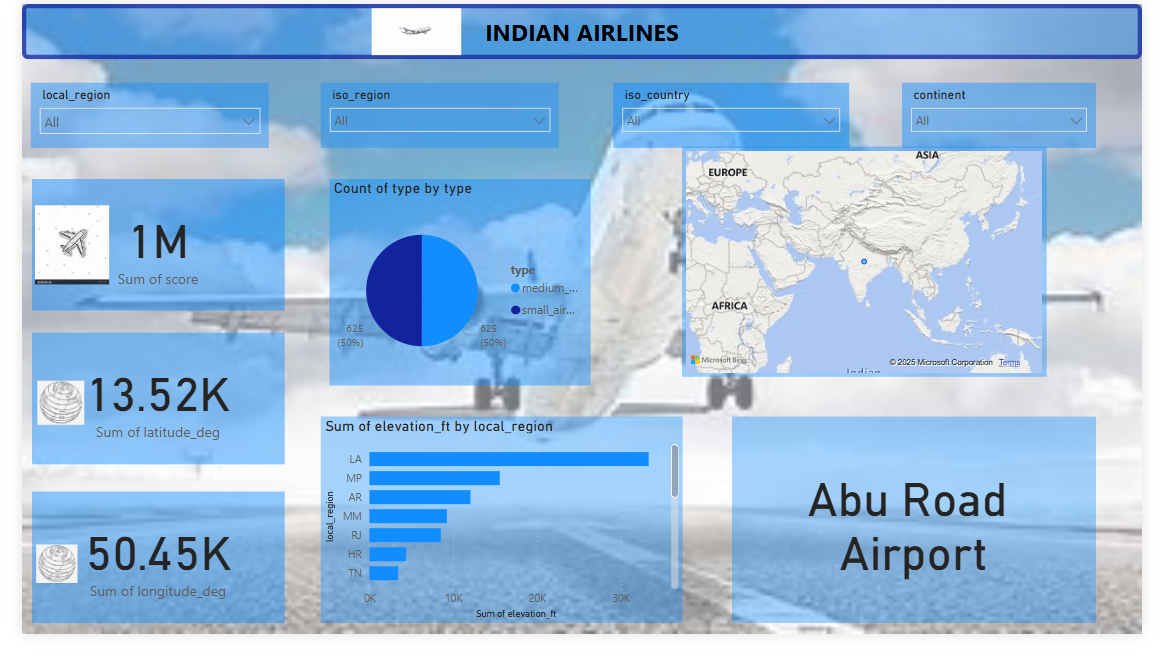 INDIAN AIRLINES
local_region
All
iso_region
All
iso_country
All
continent
All
1M
Sum of score
13.52K
Sum of latitude_deg
50.45K
Sum of longitude_deg
Count of type by type
625
(50%)
625
(50%)
type
medium_...
small_air...
ASIA
EUROPE
AFRICA
Indian
Microsoft Bing
© 2025 Microsoft Corporation Terms
Sum of elevation_ft by local_region
local_region
LA
MP
AR
MM
RJ
HR
TN
0K 10K 20K 30K
Sum of elevation_ft
Abu Road
Airport